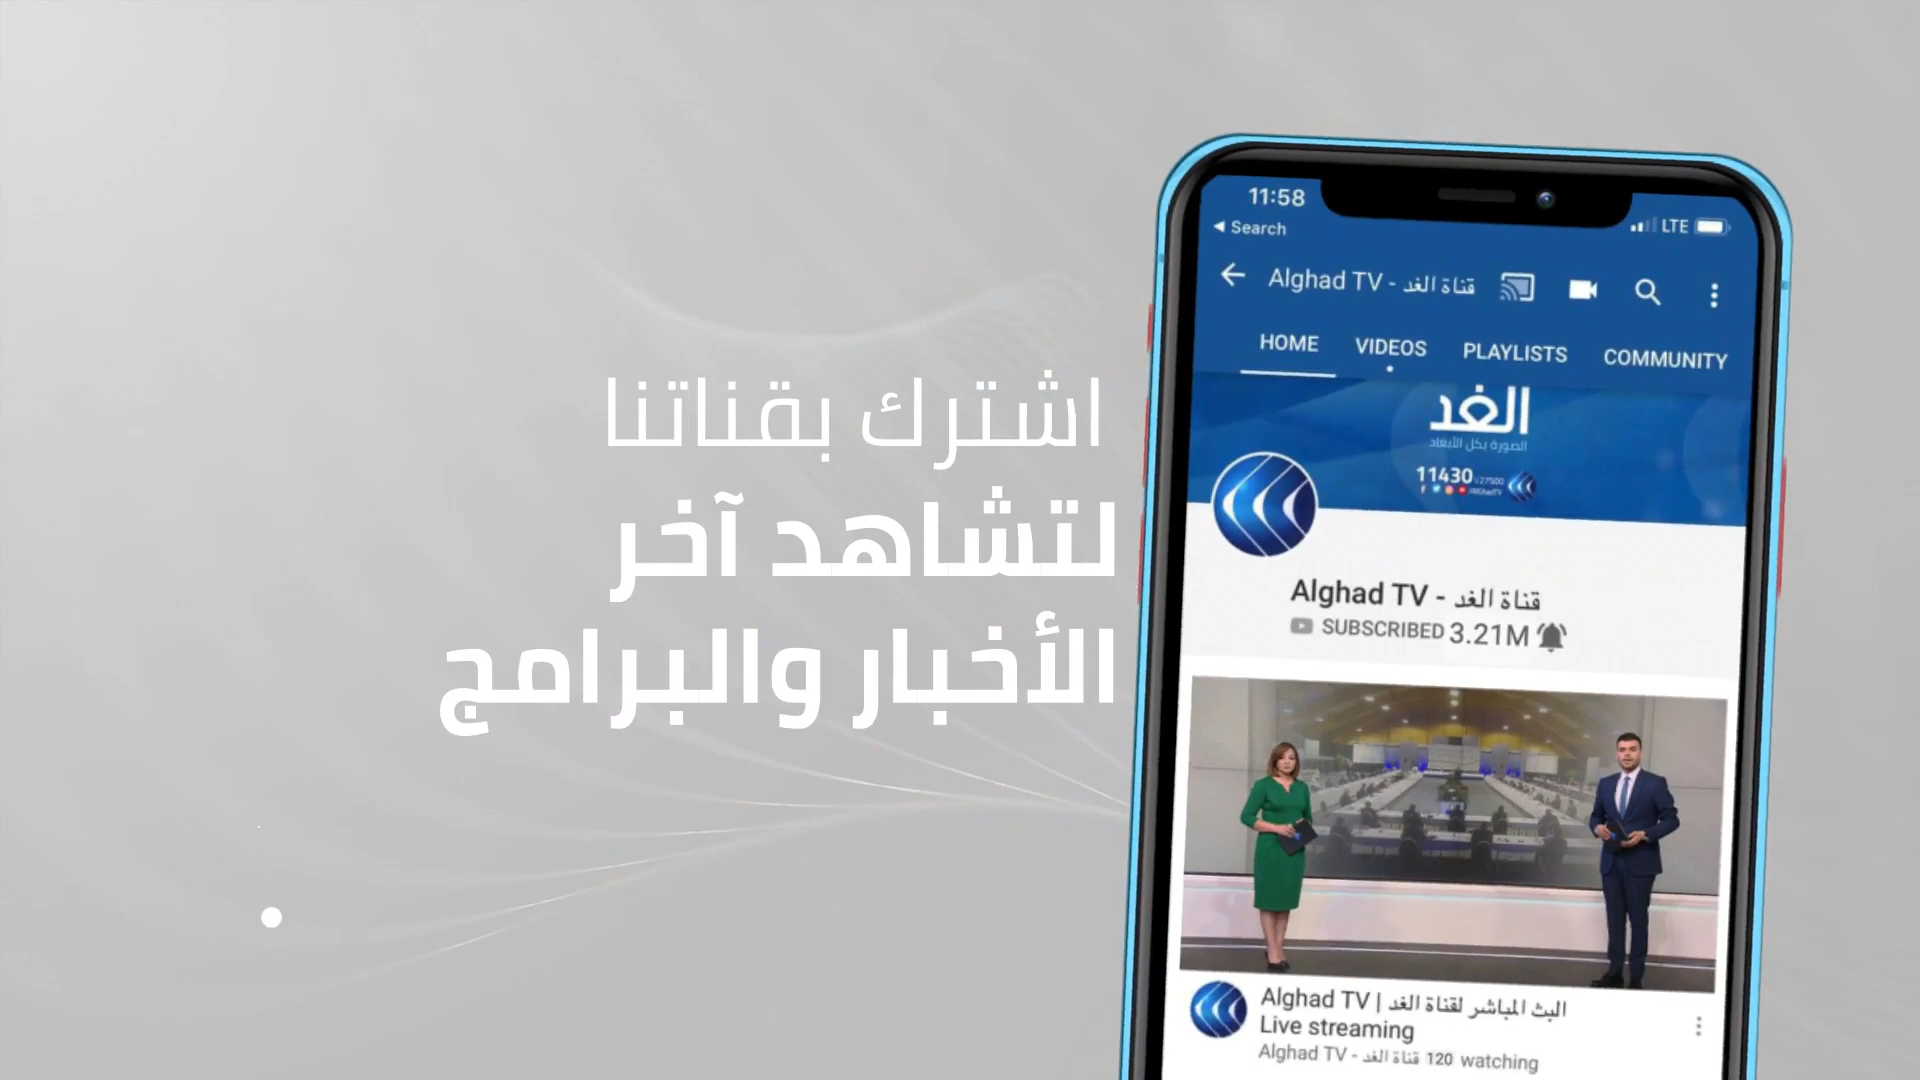 اشترك بقناتنا
لتشاهد آخر
الأخبار والبرامج
11:58
Search
LTE
Alghad TV - قناة الغد
HOME VIDEOS PLAYLISTS COMMUNITY
الغد
الصورة بكل الأبعاد
11430 V27500
Alghad TV - قناة الغد
SUBSCRIBED 3.21M
Alghad TV | البث المباشر لقناة الغد
Live streaming
Alghad TV - قناة الغد 120 watching